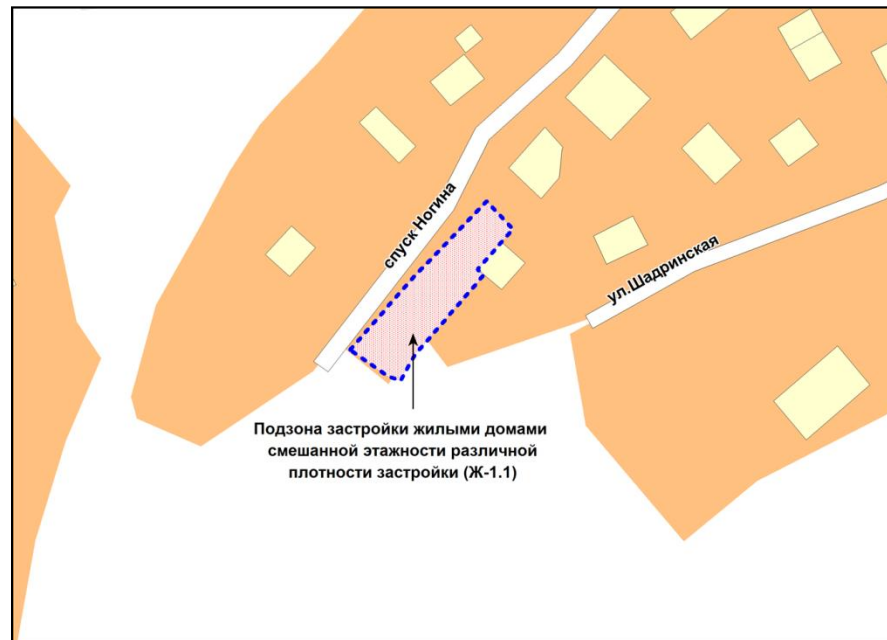 спуск Ногина
ул.Шадринская
Подзона застройки жилыми домами
смешанной этажности различной
плотности застройки (Ж-1.1)